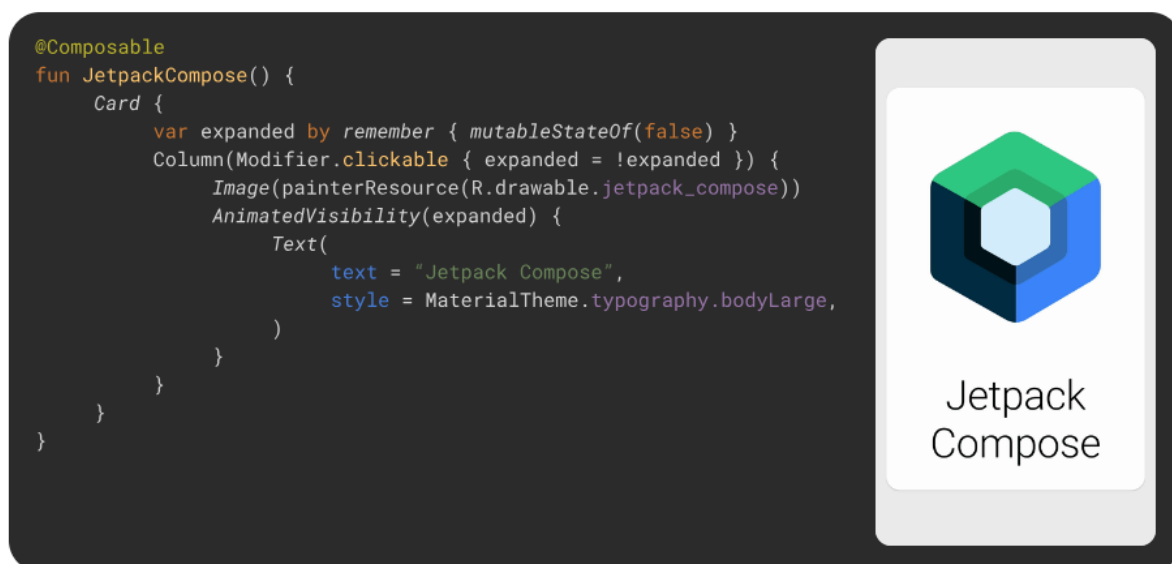 @Composable
fun JetpackCompose() {
     Card {
          var expanded by remember { mutableStateOf(false) }
          Column(Modifier.clickable { expanded = !expanded }) {
               Image(painterResource(R.drawable.jetpack_compose))
               AnimatedVisibility(expanded) {
                    Text(
                         text = “Jetpack Compose”,
                         style = MaterialTheme.typography.bodyLarge,
                    )
               }
          }
     }
}
Jetpack
Compose